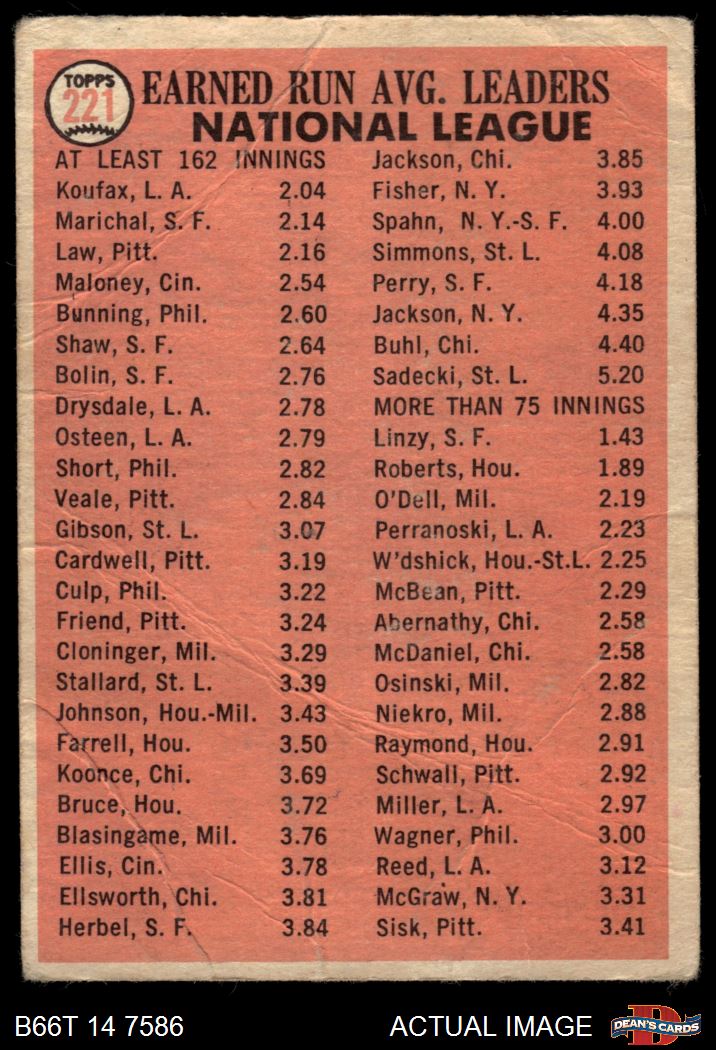 TOPPS
221
EARNED RUN AVG. LEADERS
NATIONAL LEAGUE
AT LEAST 162 INNINGS
Koufax, L. A. 2.04
Marichal, S. F. 2.14
Law, Pitt. 2.16
Maloney, Cin. 2.54
Bunning, Phil. 2.60
Shaw, S. F. 2.64
Bolin, S. F. 2.76
Drysdale, L. A. 2.78
Osteen, L. A. 2.79
Short, Phil. 2.82
Veale, Pitt. 2.84
Gibson, St. L. 3.07
Cardwell, Pitt. 3.19
Culp, Phil. 3.22
Friend, Pitt. 3.24
Cloninger, Mil. 3.29
Stallard, St. L. 3.39
Johnson, Hou.-Mil. 3.43
Farrell, Hou. 3.50
Koonce, Chi. 3.69
Bruce, Hou. 3.72
Blasingame, Mil. 3.76
Ellis, Cin. 3.78
Ellsworth, Chi. 3.81
Herbel, S. F. 3.84
Jackson, Chi. 3.85
Fisher, N. Y. 3.93
Spahn, N. Y.-S. F. 4.00
Simmons, St. L. 4.08
Perry, S. F. 4.18
Jackson, N. Y. 4.35
Buhl, Chi. 4.40
Sadecki, St. L. 5.20
MORE THAN 75 INNINGS
Linzy, S. F. 1.43
Roberts, Hou. 1.89
O'Dell, Mil. 2.19
Perranoski, L. A. 2.23
W'dshick, Hou.-St.L. 2.25
McBean, Pitt. 2.29
Abernathy, Chi. 2.58
McDaniel, Chi. 2.58
Osinski, Mil. 2.82
Niekro, Mil. 2.88
Raymond, Hou. 2.91
Schwall, Pitt. 2.92
Miller, L. A. 2.97
Wagner, Phil. 3.00
Reed, L. A. 3.12
McGraw, N. Y. 3.31
Sisk, Pitt. 3.41
B66T 14 7586
ACTUAL IMAGE
DEAN'S CARDS